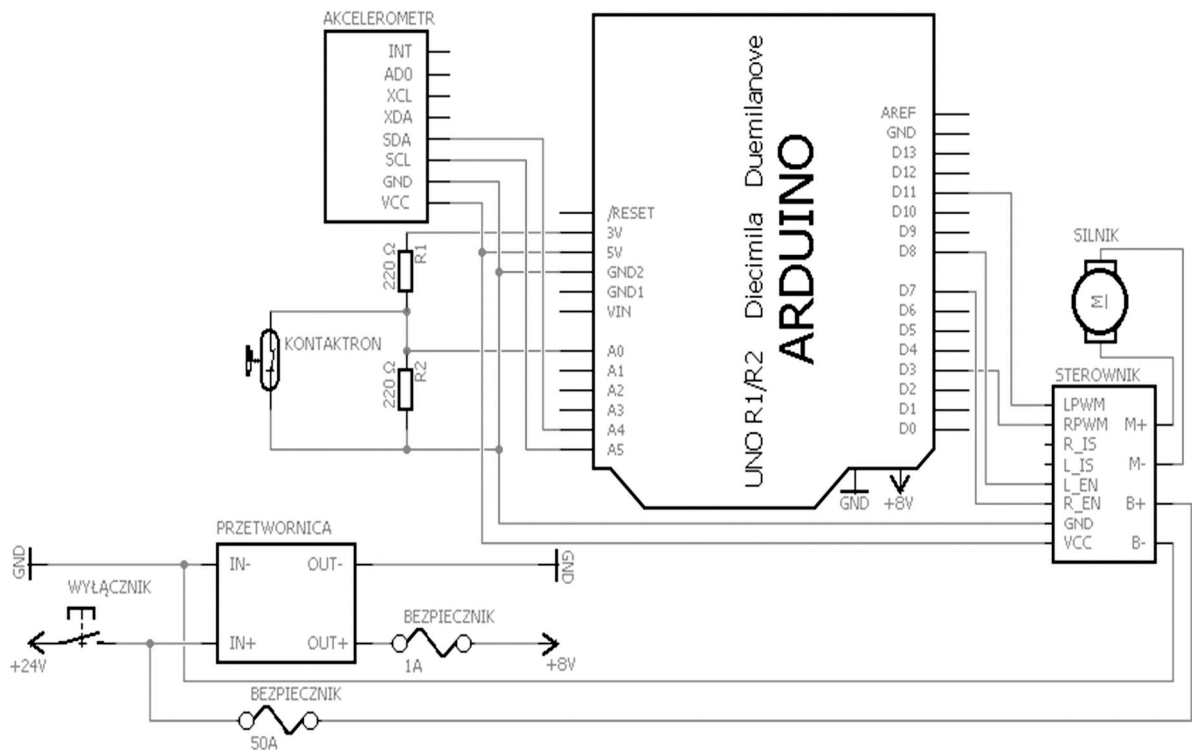 AKCELEROMETR
INT
AD0
XCL
XDA
SDA
SCL
GND
VCC
220 Ω
R1
KONTAKTRON
220 Ω
R2
/RESET
3V
5V
GND2
GND1
VIN
A0
A1
A2
A3
A4
A5
UNO R1/R2 Diecimila Duemilanove
ARDUINO
AREF
GND
D13
D12
D11
D10
D9
D8
D7
D6
D5
D4
D3
D2
D1
D0
GND
+8V
SILNIK
M
STEROWNIK
LPWM
RPWM
R_IS
L_IS
L_EN
R_EN
GND
VCC
M+
M-
B+
B-
PRZETWORNICA
IN-
OUT-
IN+
OUT+
GND
GND
WYŁĄCZNIK
+24V
BEZPIECZNIK
1A
+8V
BEZPIECZNIK
50A